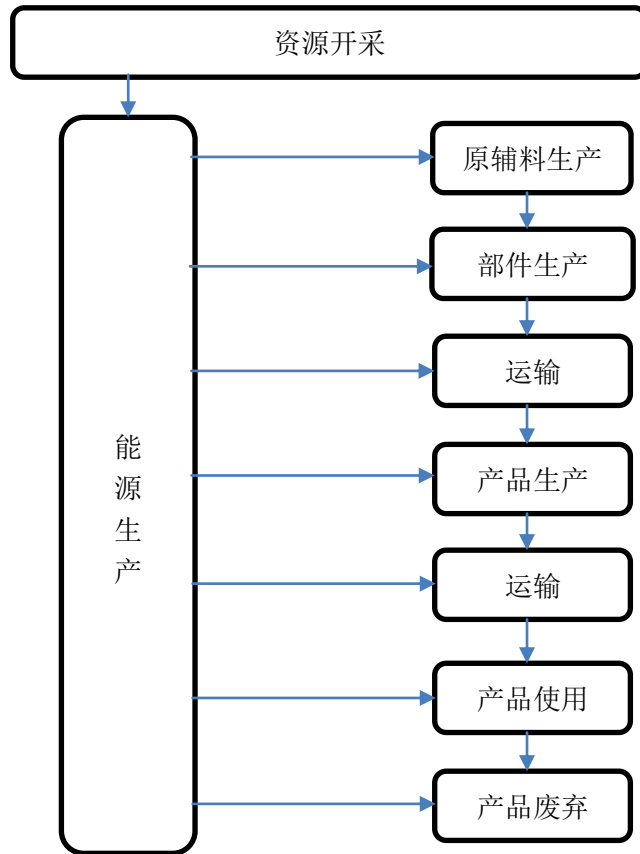 资源开采
原辅料生产
部件生产
运输
能
源
生
产
产品生产
运输
产品使用
产品废弃